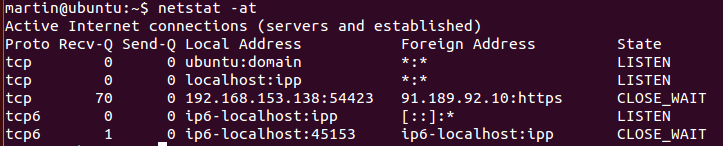 martin@ubuntu:~$ netstat -at
Active Internet connections (servers and established)
Proto Recv-Q Send-Q Local Address           Foreign Address         State
tcp        0      0 ubuntu:domain           *:*                     LISTEN
tcp        0      0 localhost:ipp           *:*                     LISTEN
tcp       70      0 192.168.153.138:54423   91.189.92.10:https      CLOSE_WAIT
tcp6       0      0 ip6-localhost:ipp       [::]:*                  LISTEN
tcp6       1      0 ip6-localhost:45153     ip6-localhost:ipp       CLOSE_WAIT